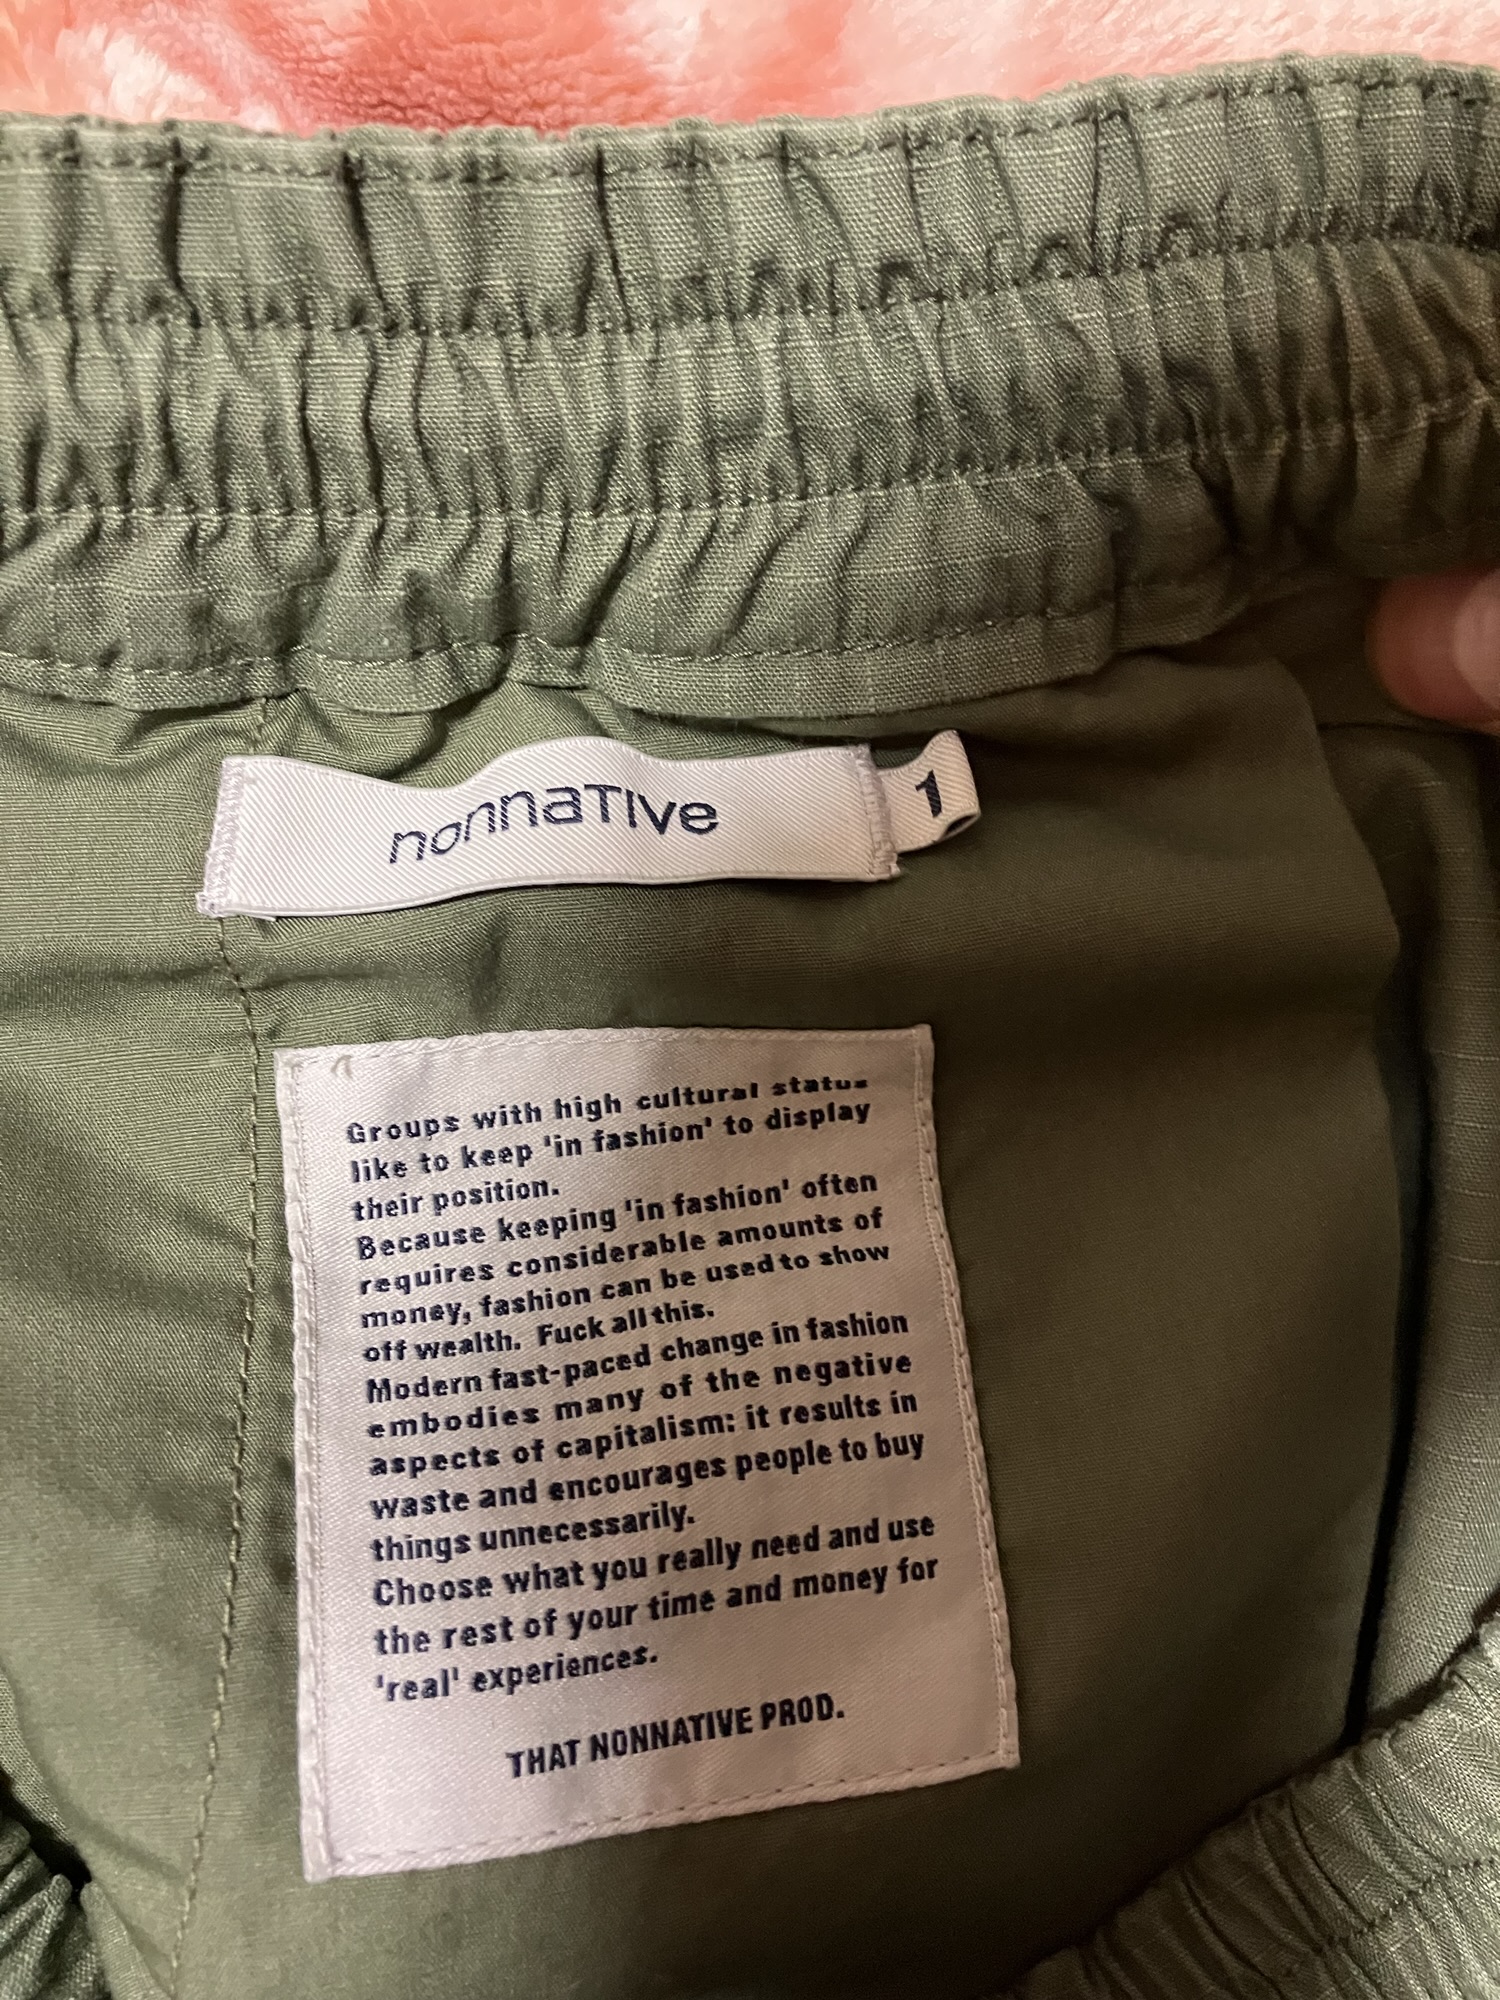 nonnaTIve
1
Groups with high cultural status
like to keep 'in fashion' to display
their position.
Because keeping 'in fashion' often
requires considerable amounts of
money, fashion can be used to show
off wealth. Fuck all this.
Modern fast-paced change in fashion
embodies many of the negative
aspects of capitalism: it results in
waste and encourages people to buy
things unnecessarily.
Choose what you really need and use
the rest of your time and money for
'real' experiences.
THAT NONNATIVE PROD.